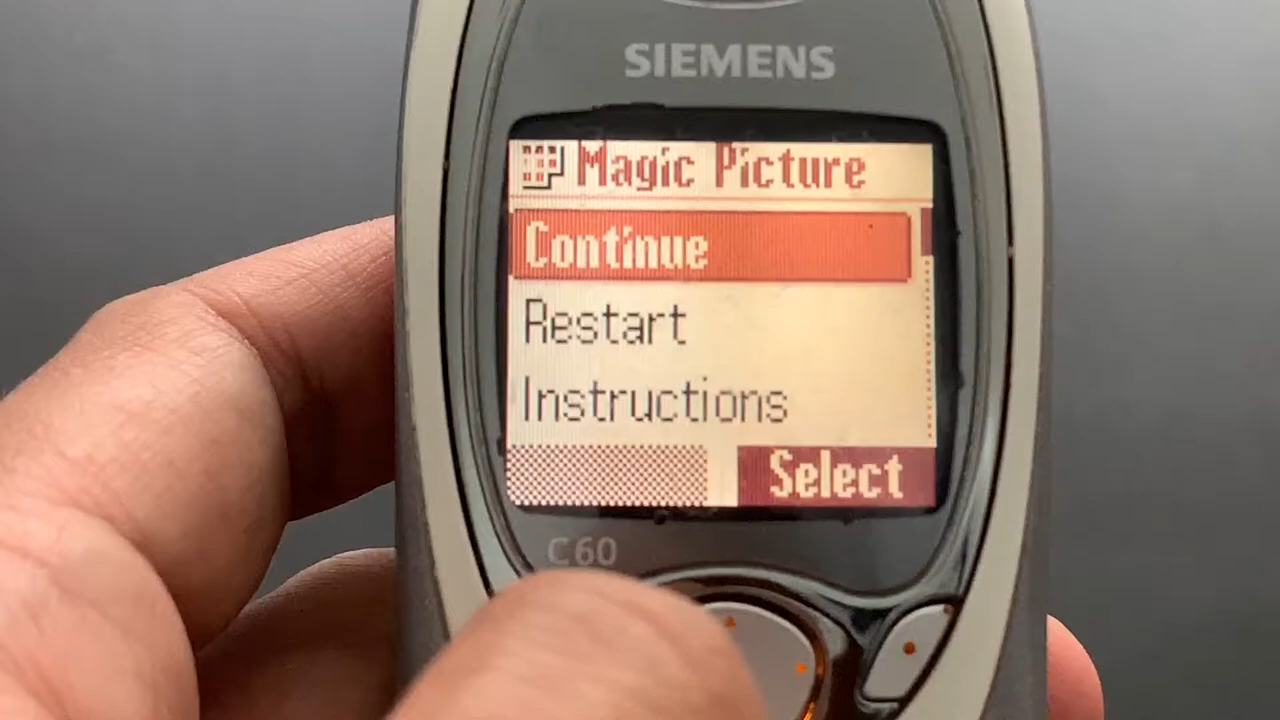 SIEMENS
Magic Picture
Continue
Restart
Instructions
Select
C60